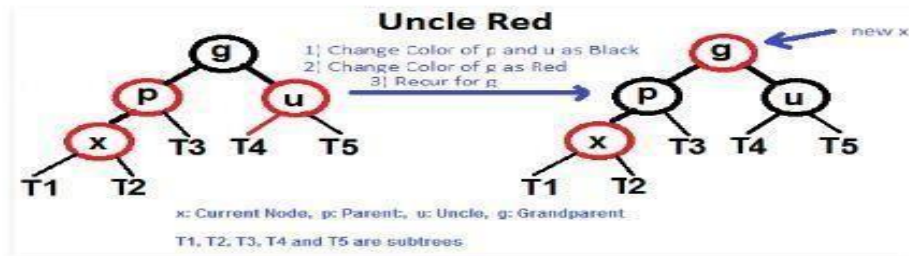 Uncle Red
1) Change Color of p and u as Black
2) Change Color of g as Red
3) Recur for g
new x
g
p
u
x
T3
T4
T5
T1
T2
g
p
u
x
T3
T4
T5
T1
T2
x: Current Node, p: Parent:, u: Uncle, g: Grandparent
T1, T2, T3, T4 and T5 are subtrees